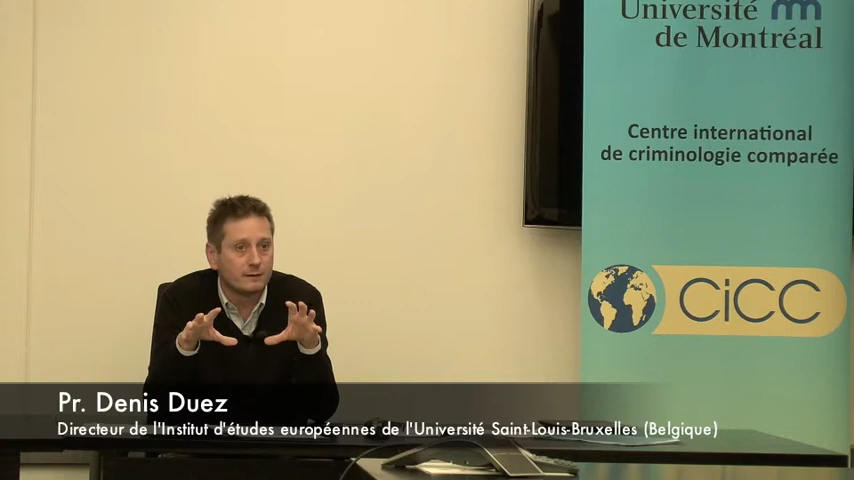 Université
de Montréal
Centre international
de criminologie comparée
CiCC
Pr. Denis Duez
Directeur de l'Institut d'études européennes de l'Université Saint-Louis-Bruxelles (Belgique)